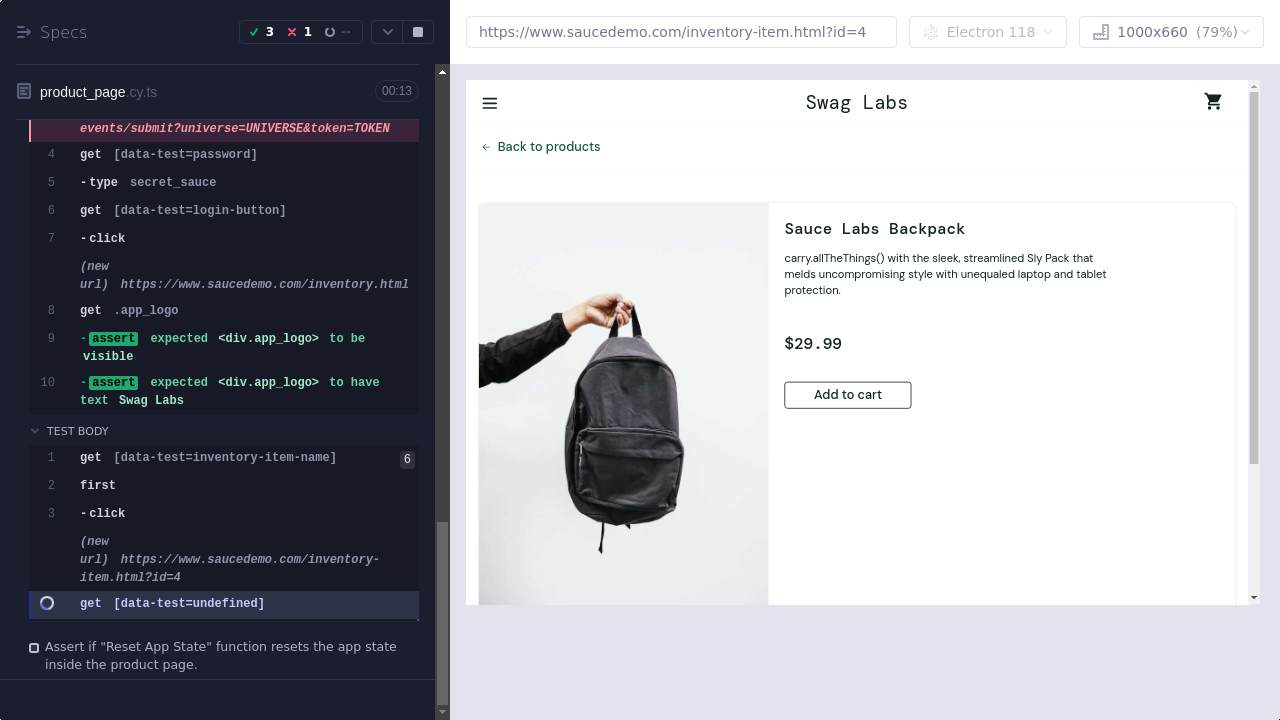 Specs
3 1 --
https://www.saucedemo.com/inventory-item.html?id=4
Electron 118
1000x660 (79%)
product_page.cy.ts
00:13
events/submit?universe=UNIVERSE&token=TOKEN
4 get [data-test=password]
5 -type secret_sauce
6 get [data-test=login-button]
7 -click
(new
url) https://www.saucedemo.com/inventory.html
8 get .app_logo
9 -assert expected <div.app_logo> to be
visible
10 -assert expected <div.app_logo> to have
text Swag Labs
TEST BODY
1 get [data-test=inventory-item-name] 6
2 first
3 -click
(new
url) https://www.saucedemo.com/inventory-
item.html?id=4
get [data-test=undefined]
Assert if "Reset App State" function resets the app state
inside the product page.
Swag Labs
← Back to products
Sauce Labs Backpack
carry.allTheThings() with the sleek, streamlined Sly Pack that
melds uncompromising style with unequaled laptop and tablet
protection.
$29.99
Add to cart